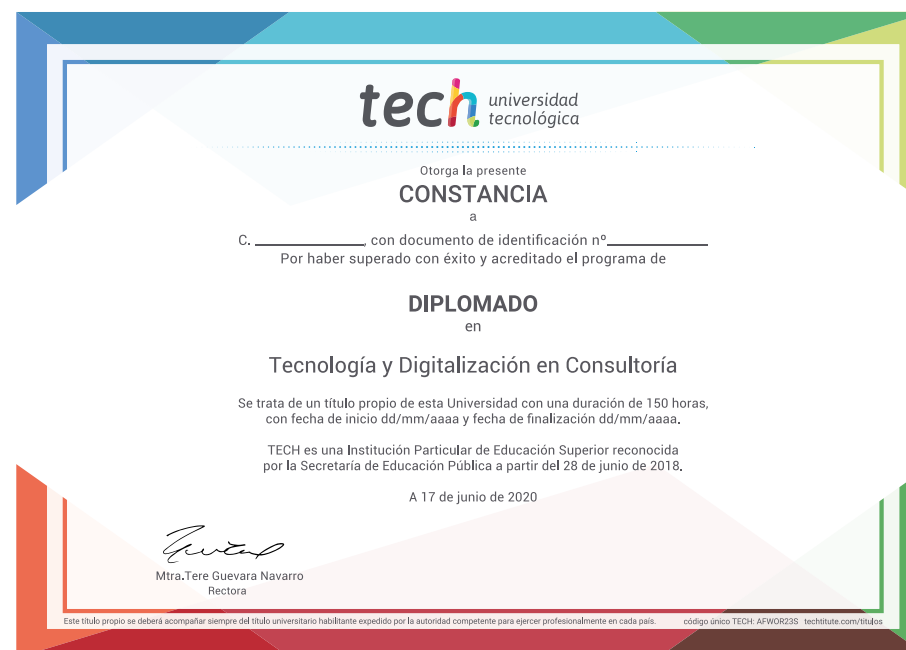 tech universidad
tecnológica
Otorga la presente
CONSTANCIA
a
C. ____________, con documento de identificación nº____________
Por haber superado con éxito y acreditado el programa de
DIPLOMADO
en
Tecnología y Digitalización en Consultoría
Se trata de un título propio de esta Universidad con una duración de 150 horas,
con fecha de inicio dd/mm/aaaa y fecha de finalización dd/mm/aaaa.
TECH es una Institución Particular de Educación Superior reconocida
por la Secretaría de Educación Pública a partir del 28 de junio de 2018.
A 17 de junio de 2020
Mtra.Tere Guevara Navarro
Rectora
Este título propio se deberá acompañar siempre del título universitario habilitante expedido por la autoridad competente para ejercer profesionalmente en cada país. código único TECH: AFWOR23S techtitute.com/titulos